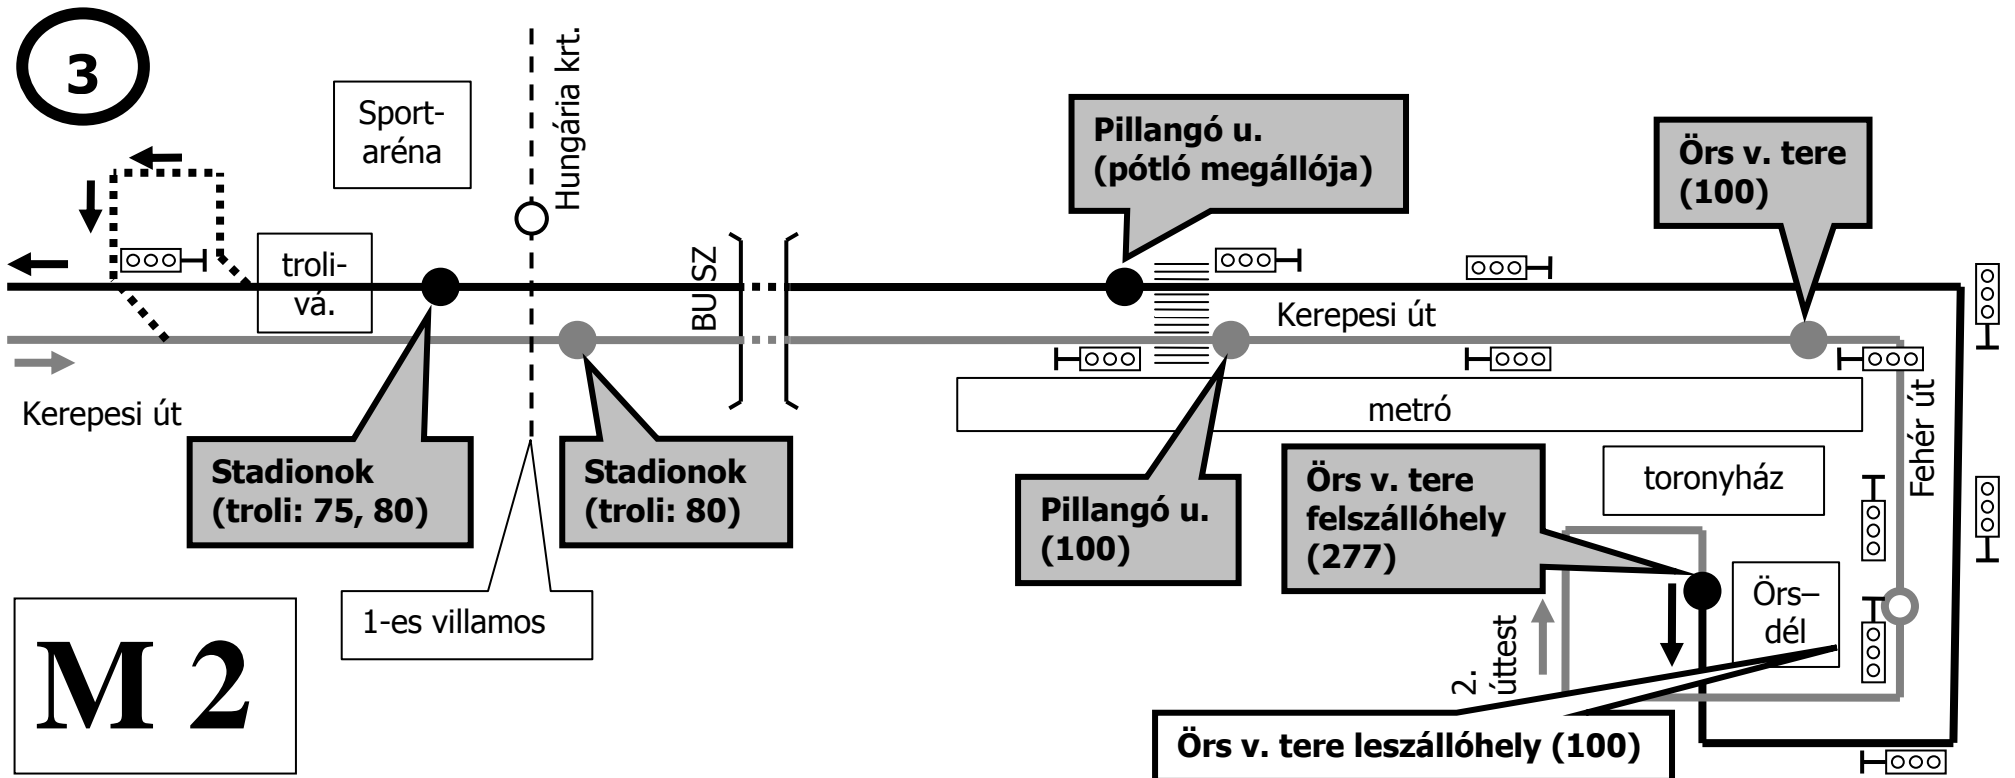 3
Sport-
aréna
Hungária krt.
Pillangó u.
(pótló megállója)
Örs v. tere
(100)
troli-
vá.
BU SZ
Kerepesi út
Kerepesi út
metró
Fehér út
Stadionok
(troli: 75, 80)
Stadionok
(troli: 80)
Pillangó u.
(100)
Örs v. tere
felszállóhely
(277)
toronyház
Örs–
dél
1-es villamos
2.
úttest
M 2
Örs v. tere leszállóhely (100)